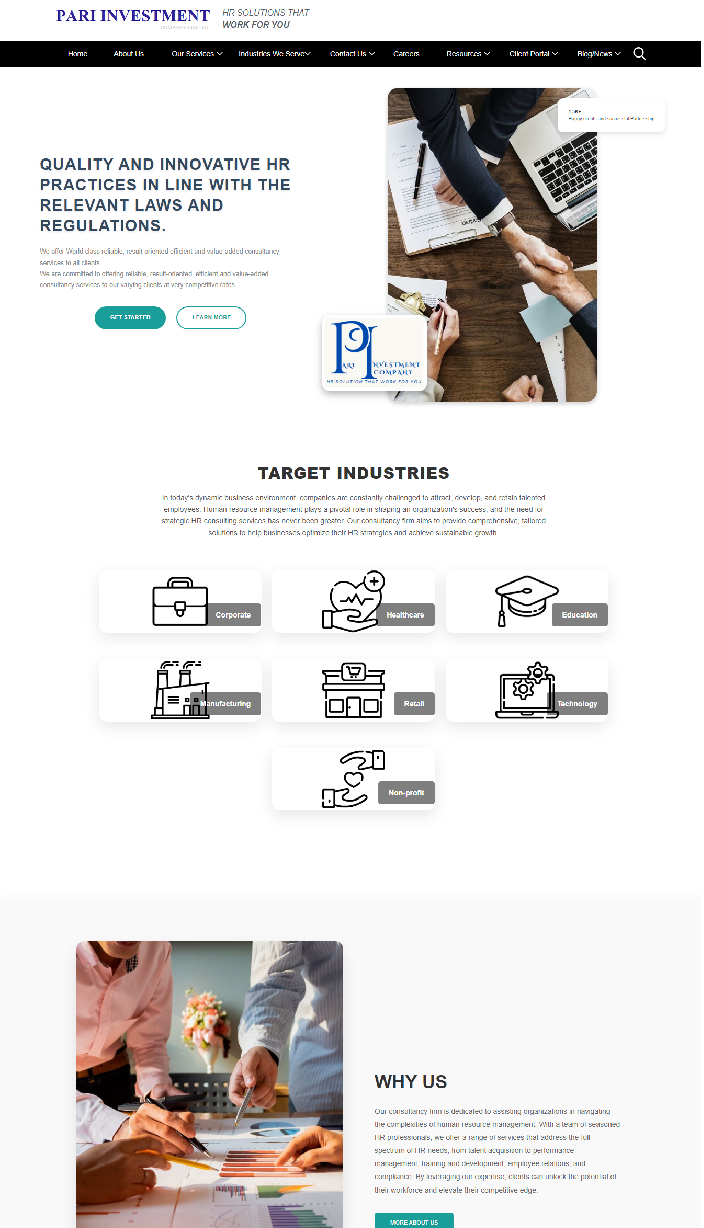 PARI INVESTMENT
HR SOLUTIONS THAT
WORK FOR YOU
Home About Us Our Services Industries We Serve Contact Us Careers Resources Client Portal Blog/News
QUALITY AND INNOVATIVE HR
PRACTICES IN LINE WITH THE
RELEVANT LAWS AND
REGULATIONS.
We offer World class reliable, result oriented efficient and value added consultancy
services to all clients
We are committed to offering reliable, result-oriented, efficient and value-added
consultancy services to our varying clients at very competitive rates
GET STARTED LEARN MORE
PARI INVESTMENT
COMPANY
HR SOLUTION THAT WORK FOR YOU
TARGET INDUSTRIES
In today's dynamic business environment, companies are constantly challenged to attract, develop, and retain talented
employees. Human resource management plays a pivotal role in shaping an organization's success, and the need for
strategic HR consulting services has never been greater. Our consultancy firm aims to provide comprehensive, tailored
solutions to help businesses optimize their HR strategies and achieve sustainable growth.
Corporate Healthcare Education
Manufacturing Retail Technology
Non-profit
WHY US
Our consultancy firm is dedicated to assisting organizations in navigating
the complexities of human resource management. With a team of seasoned
HR professionals, we offer a range of services that address the full
spectrum of HR needs, from talent acquisition to performance
management, training and development, employee relations, and
compliance. By leveraging our expertise, clients can unlock the potential of
their workforce and elevate their competitive edge.
MORE ABOUT US